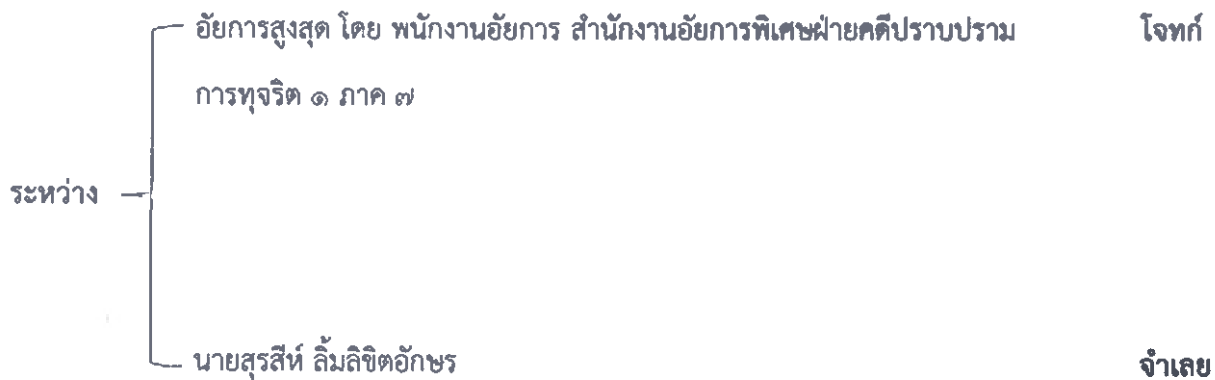 อัยการสูงสุด โดย พนักงานอัยการ สำนักงานอัยการพิเศษฝ่ายคดีปราบปราม โจทก์
การทุจริต ๑ ภาค ๗
ระหว่าง
นายสุรสีห์ ลิ้มลิขิตอักษร จำเลย